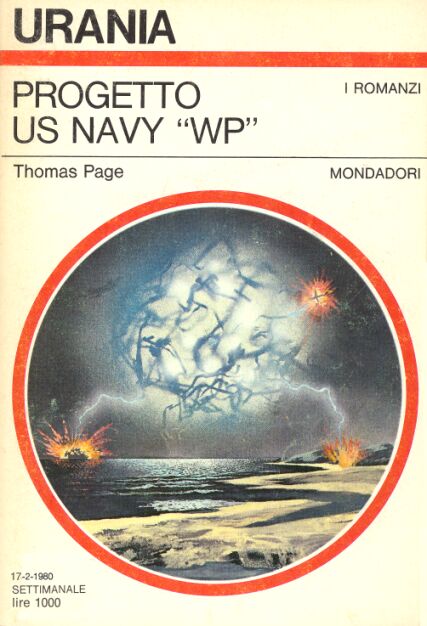 URANIA
PROGETTO
US NAVY “WP”
I ROMANZI
Thomas Page
MONDADORI
17-2-1980
SETTIMANALE
lire 1000